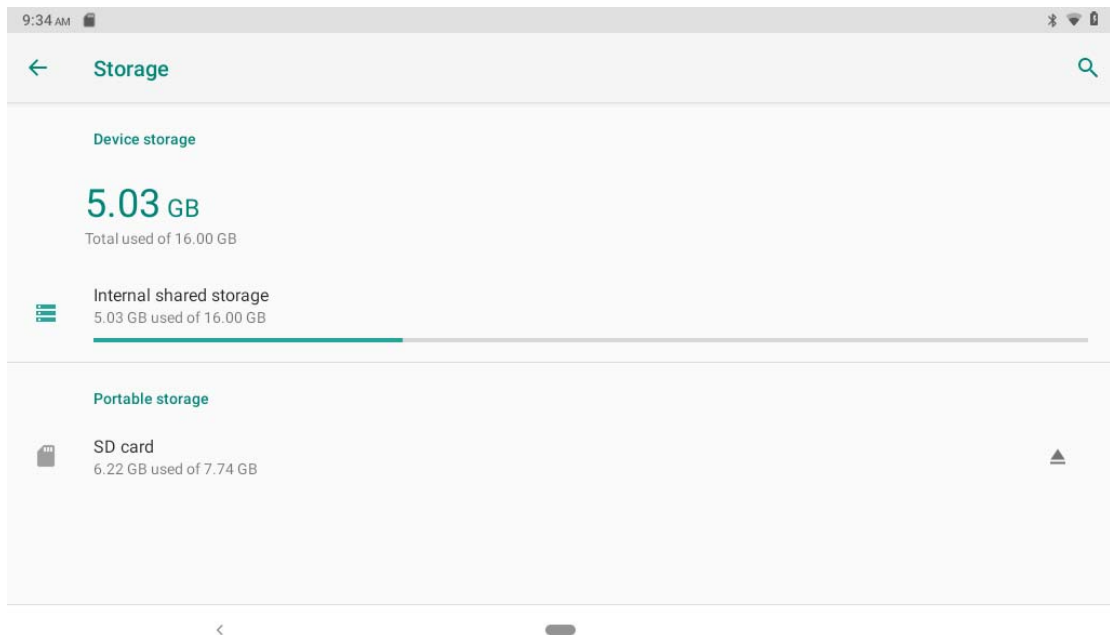 9:34 AM
Storage
Device storage
5.03 GB
Total used of 16.00 GB
Internal shared storage
5.03 GB used of 16.00 GB
Portable storage
SD card
6.22 GB used of 7.74 GB